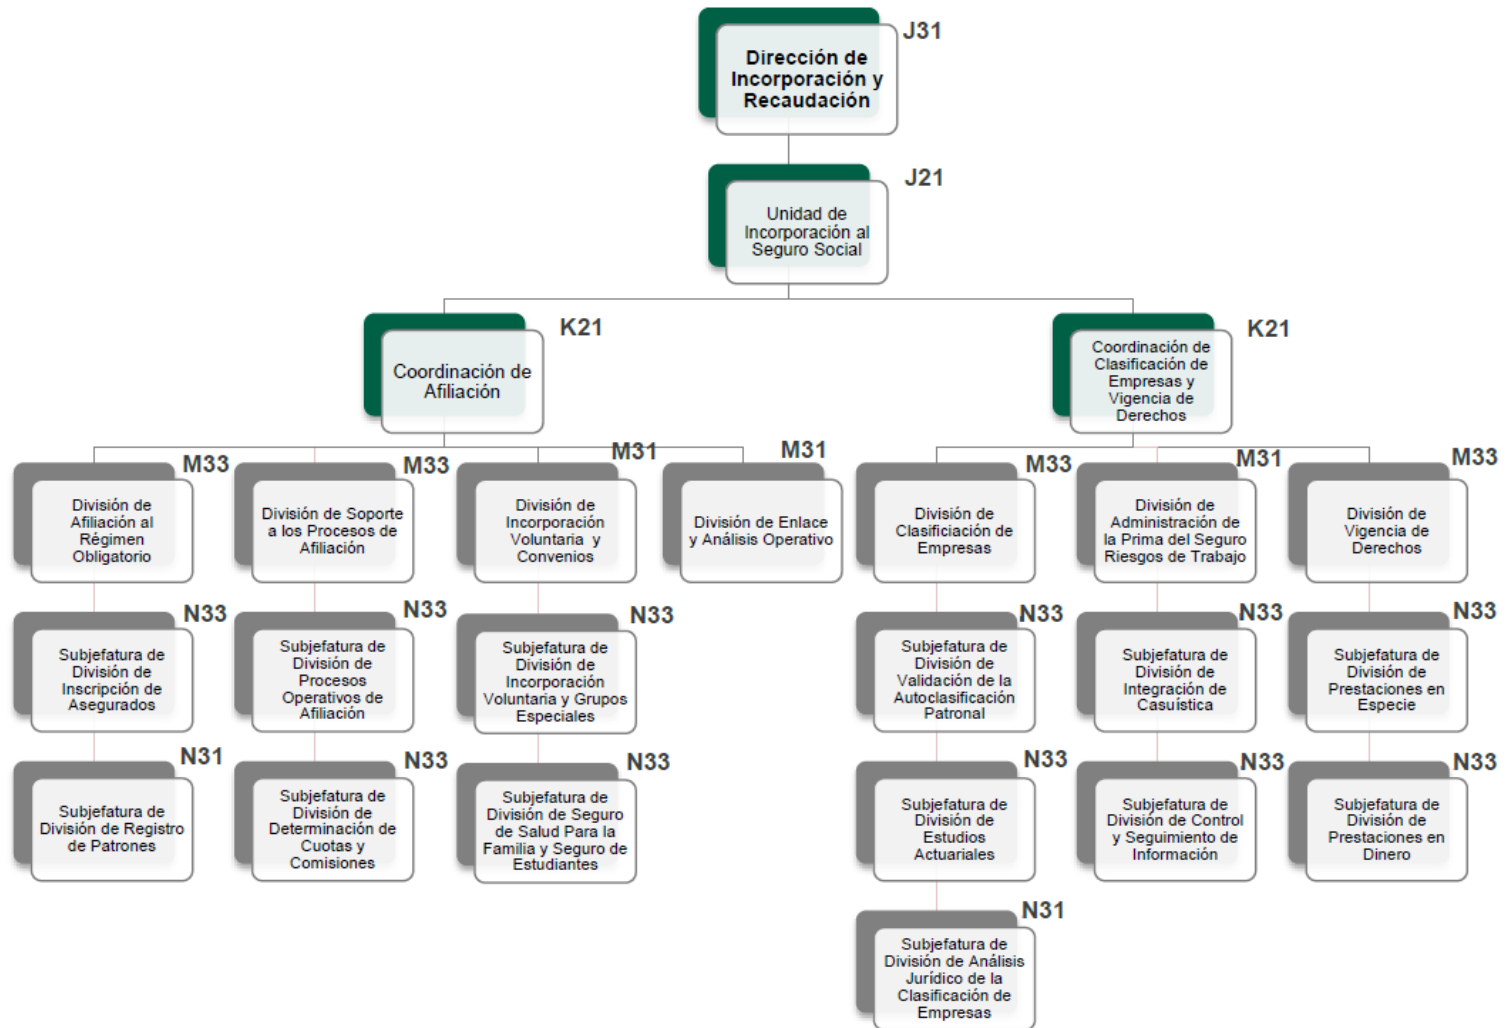 J31
Dirección de
Incorporación y
Recaudación
J21
Unidad de
Incorporación al
Seguro Social
K21
Coordinación de
Afiliación
K21
Coordinación de
Clasificación de
Empresas y
Vigencia de
Derechos
M33
División de
Afiliación al
Régimen
Obligatorio
M33
División de Soporte
a los Procesos de
Afiliación
M31
División de
Incorporación
Voluntaria y
Convenios
M31
División de Enlace
y Análisis Operativo
M33
División de
Clasificiación de
Empresas
M31
División de
Administración de
la Prima del Seguro
Riesgos de Trabajo
M33
División de
Vigencia de
Derechos
N33
Subjefatura de
División de
Inscripción de
Asegurados
N33
Subjefatura de
División de
Procesos
Operativos de
Afiliación
N33
Subjefatura de
División de
Incorporación
Voluntaria y Grupos
Especiales
N33
Subjefatura de
División de
Validación de la
Autoclasificación
Patronal
N33
Subjefatura de
División de
Integración de
Casuística
N33
Subjefatura de
División de
Prestaciones en
Especie
N31
Subjefatura de
División de Registro
de Patrones
N33
Subjefatura de
División de
Determinación de
Cuotas y
Comisiones
N33
Subjefatura de
División de Seguro
de Salud Para la
Familia y Seguro de
Estudiantes
N33
Subjefatura de
División de
Estudios
Actuariales
N33
Subjefatura de
División de Control
y Seguimiento de
Información
N33
Subjefatura de
División de
Prestaciones en
Dinero
N31
Subjefatura de
División de Análisis
Jurídico de la
Clasificación de
Empresas